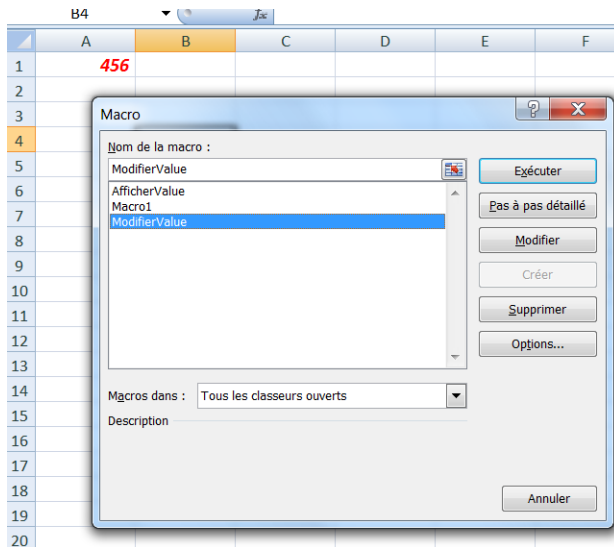 B4 fx
A B C D E F
1 456
2
3
4
5
6
7
8
9
10
11
12
13
14
15
16
17
18
19
20
Macro
Nom de la macro :
ModifierValue
AfficherValue
Macro1
ModifierValue
Exécuter
Pas à pas détaillé
Modifier
Créer
Supprimer
Options...
Macros dans : Tous les classeurs ouverts
Description
Annuler